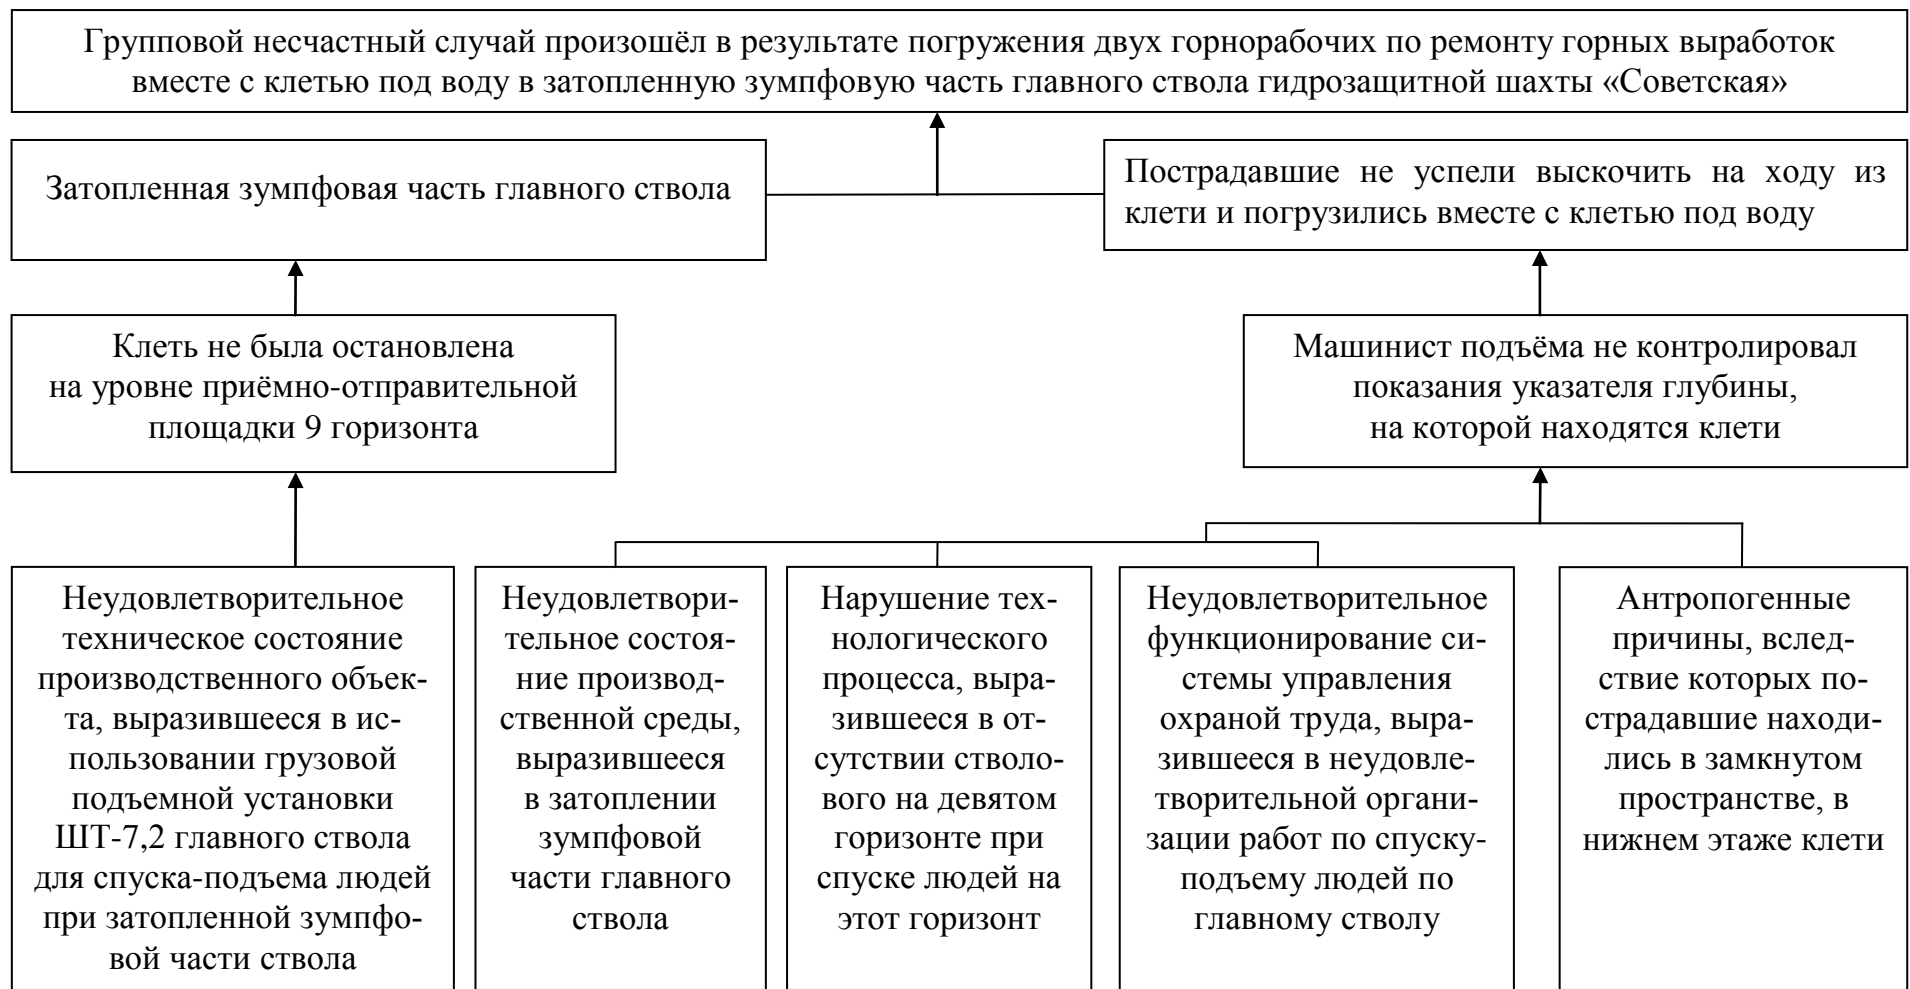 Групповой несчастный случай произошёл в результате погружения двух горнорабочих по ремонту горных выработок
вместе с клетью под воду в затопленную зумпфовую часть главного ствола гидрозащитной шахты «Советская»
Затопленная зумпфовая часть главного ствола
Пострадавшие не успели выскочить на ходу из
клети и погрузились вместе с клетью под воду
Клеть не была остановлена
на уровне приёмно-отправительной
площадки 9 горизонта
Машинист подъёма не контролировал
показания указателя глубины,
на которой находятся клети
Неудовлетворительное
техническое состояние
производственного объек-
та, выразившееся в ис-
пользовании грузовой
подъемной установки
ШТ-7,2 главного ствола
для спуска-подъема людей
при затопленной зумпфо-
вой части ствола
Неудовлетвори-
тельное состоя-
ние производ-
ственной среды,
выразившееся
в затоплении
зумпфовой
части главного
ствола
Нарушение тех-
нологического
процесса, выра-
зившееся в от-
сутствии стволо-
вого на девятом
горизонте при
спуске людей на
этот горизонт
Неудовлетворительное
функционирование си-
стемы управления
охраной труда, выра-
зившееся в неудовле-
творительной органи-
зации работ по спуску-
подъему людей по
главному стволу
Антропогенные
причины, вслед-
ствие которых по-
страдавшие находи-
лись в замкнутом
пространстве, в
нижнем этаже клети